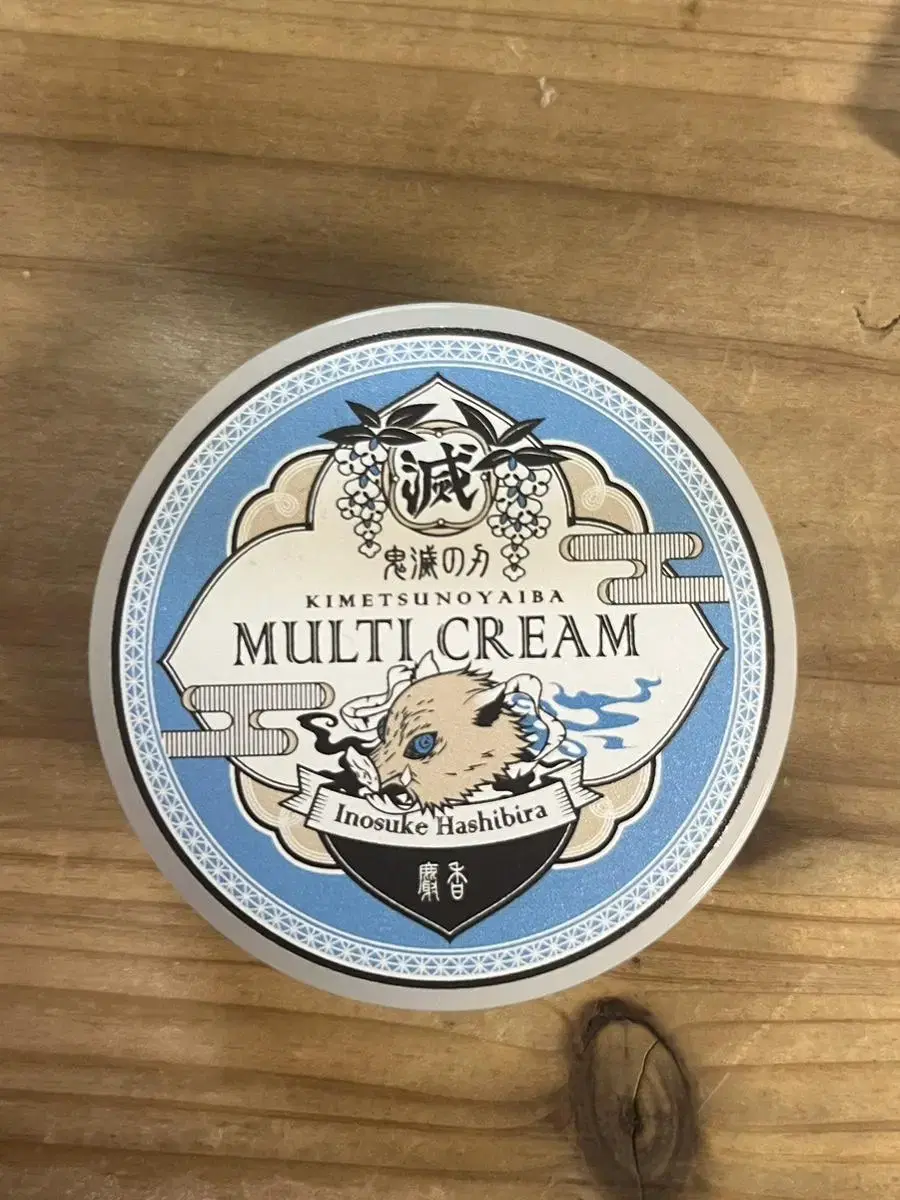 滅
鬼滅の刃
KIMETSUNOYAIBA
MULTI CREAM
Inosuke Hashibira
麝香